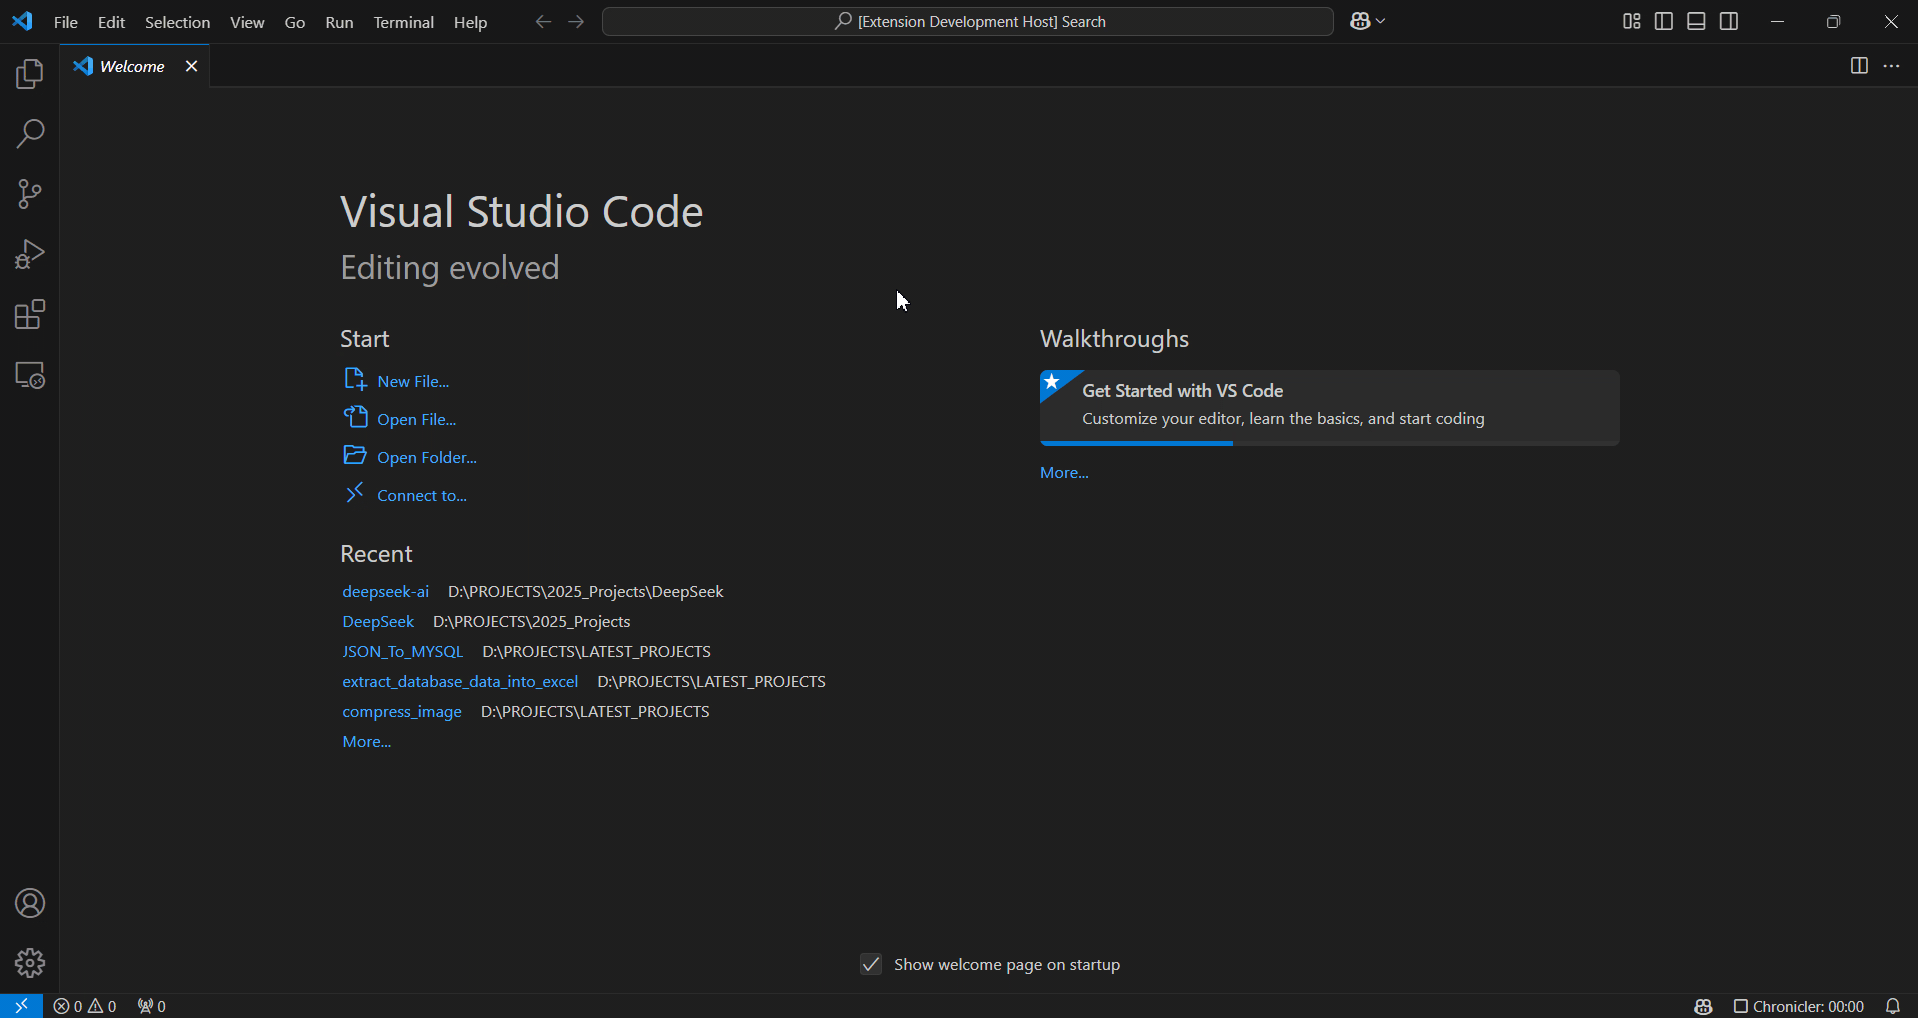 File Edit Selection View Go Run Terminal Help [Extension Development Host] Search
Welcome
Visual Studio Code
Editing evolved
Start
New File...
Open File...
Open Folder...
Connect to...
Walkthroughs
Get Started with VS Code
Customize your editor, learn the basics, and start coding
More...
Recent
deepseek-ai D:\PROJECTS\2025_Projects\DeepSeek
DeepSeek D:\PROJECTS\2025_Projects
JSON_To_MYSQL D:\PROJECTS\LATEST_PROJECTS
extract_database_data_into_excel D:\PROJECTS\LATEST_PROJECTS
compress_image D:\PROJECTS\LATEST_PROJECTS
More...
Show welcome page on startup
0 0 0 Chronicler: 00:00